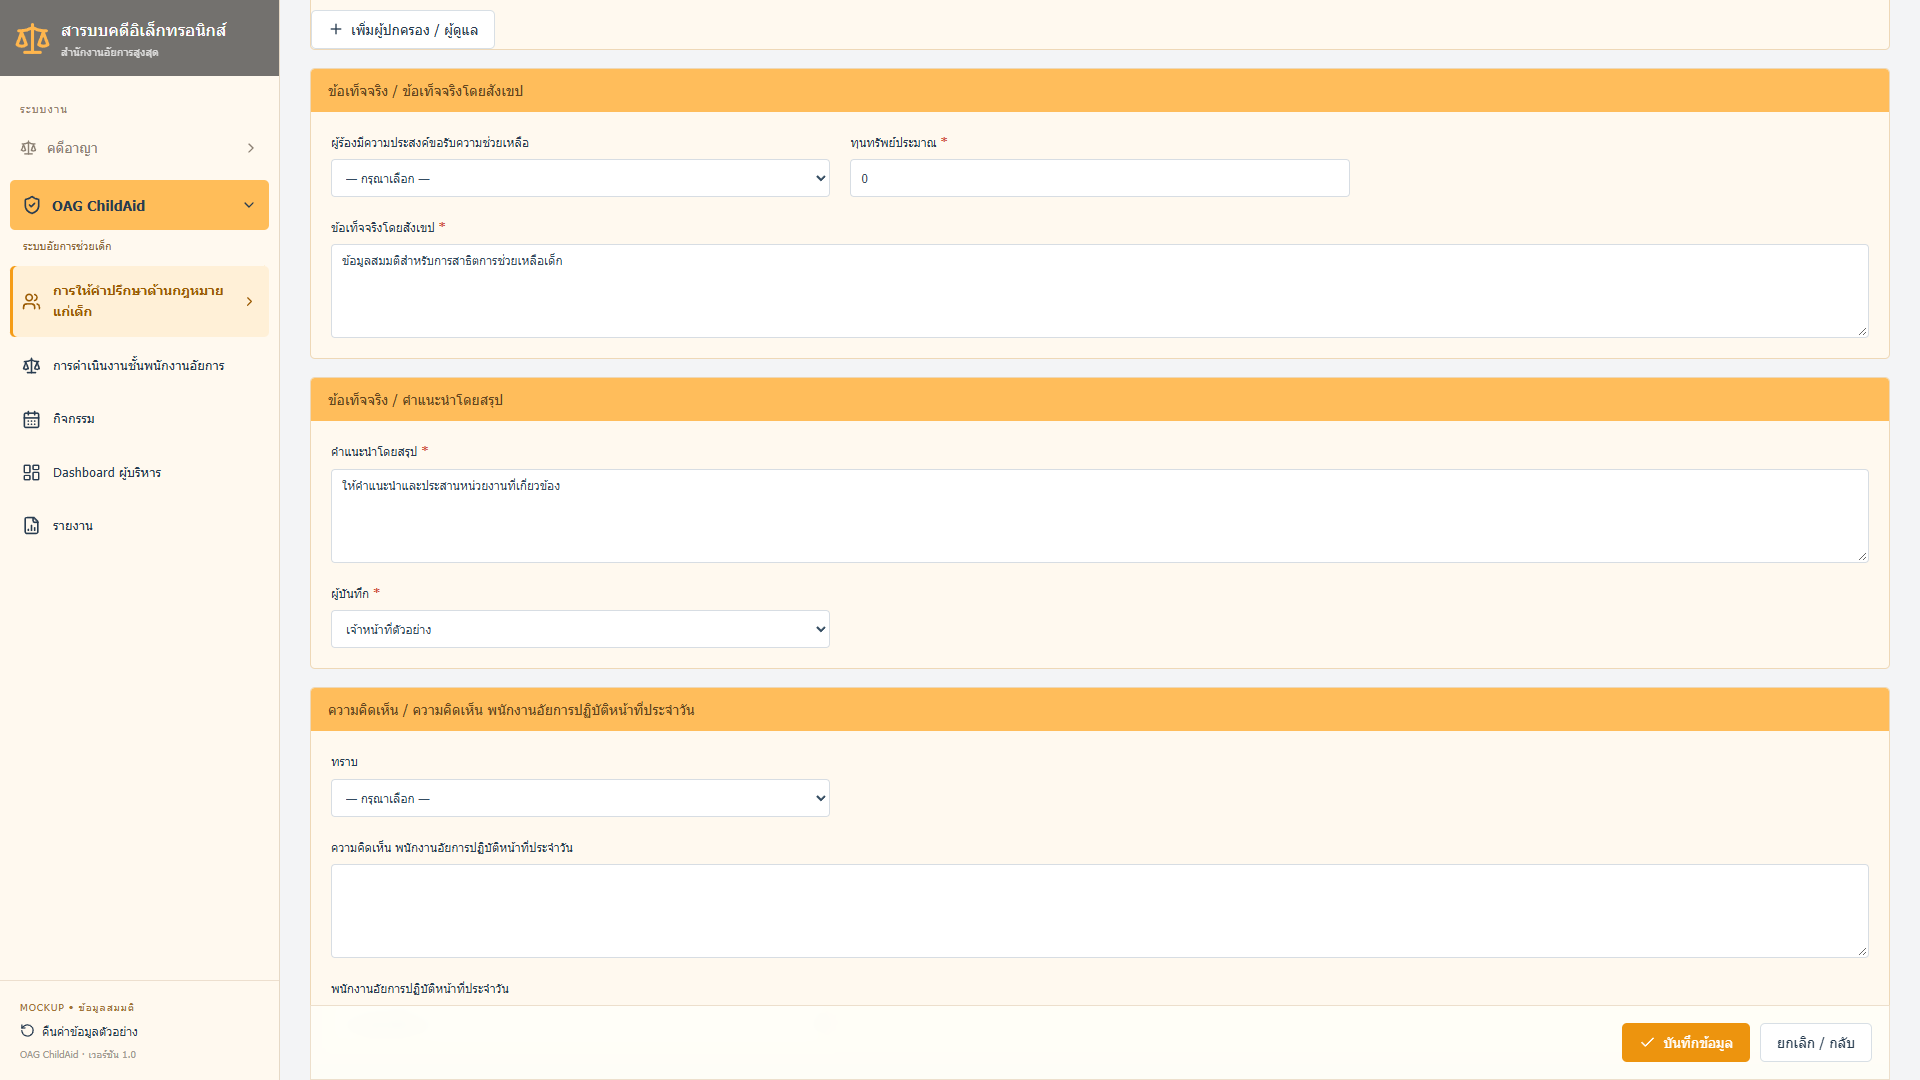 สารบบคดีอิเล็กทรอนิกส์
สำนักงานอัยการสูงสุด
ระบบงาน
คดีอาญา
OAG ChildAid
ระบบอัยการช่วยเด็ก
การให้คำปรึกษาด้านกฎหมาย
แก่เด็ก
การดำเนินงานชั้นพนักงานอัยการ
กิจกรรม
Dashboard ผู้บริหาร
รายงาน
MOCKUP • ข้อมูลสมมติ
คืนค่าข้อมูลตัวอย่าง
OAG ChildAid · เวอร์ชัน 1.0
เพิ่มผู้ปกครอง / ผู้ดูแล
ข้อเท็จจริง / ข้อเท็จจริงโดยสังเขป
ผู้ร้องมีความประสงค์ขอรับความช่วยเหลือ
ทุนทรัพย์ประมาณ *
— กรุณาเลือก —
0
ข้อเท็จจริงโดยสังเขป *
ข้อมูลสมมติสำหรับการสาธิตการช่วยเหลือเด็ก
ข้อเท็จจริง / คำแนะนำโดยสรุป
คำแนะนำโดยสรุป *
ให้คำแนะนำและประสานหน่วยงานที่เกี่ยวข้อง
ผู้บันทึก *
เจ้าหน้าที่ตัวอย่าง
ความคิดเห็น / ความคิดเห็น พนักงานอัยการปฏิบัติหน้าที่ประจำวัน
ทราบ
— กรุณาเลือก —
ความคิดเห็น พนักงานอัยการปฏิบัติหน้าที่ประจำวัน
พนักงานอัยการปฏิบัติหน้าที่ประจำวัน
บันทึกข้อมูล
ยกเลิก / กลับ